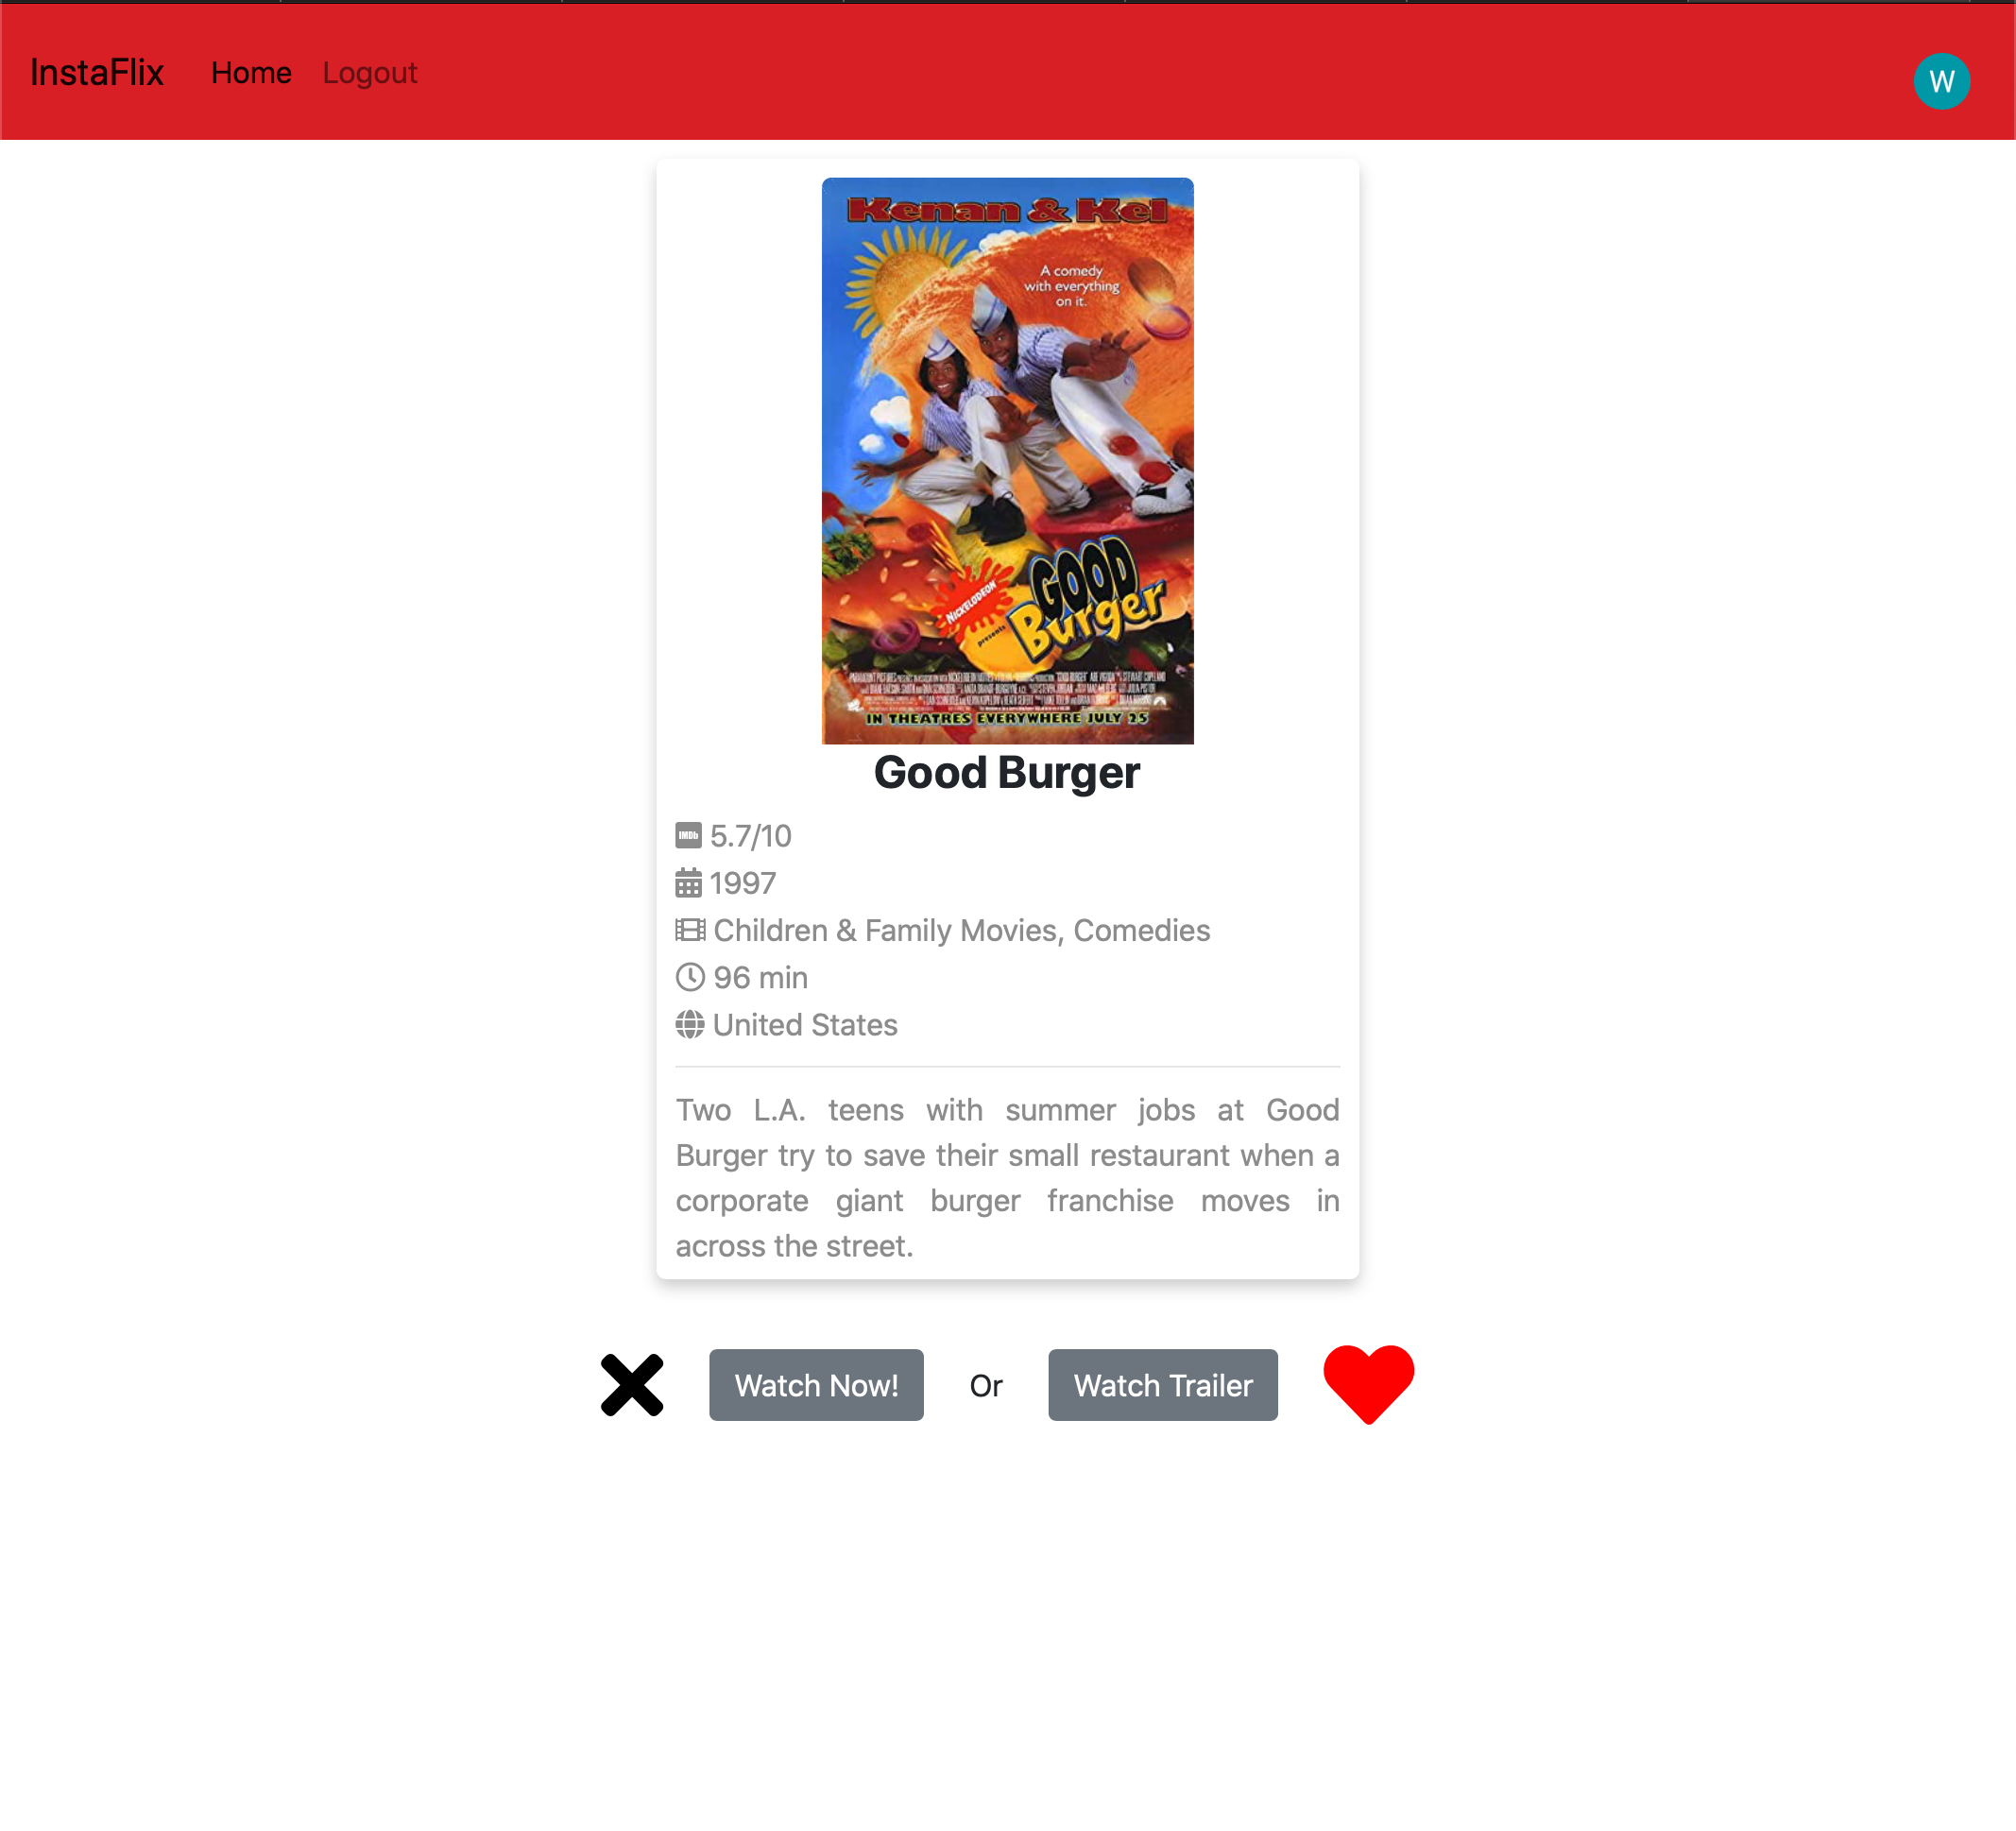 InstaFlix Home Logout W
Kenan & Kel
A comedy
with everything
on it.
NICKELODEON
presents
GOOD
Burger
IN THEATRES EVERYWHERE JULY 25
Good Burger
IMDb 5.7/10
1997
Children & Family Movies, Comedies
96 min
United States
Two L.A. teens with summer jobs at Good
Burger try to save their small restaurant when a
corporate giant burger franchise moves in
across the street.
Watch Now! Or Watch Trailer